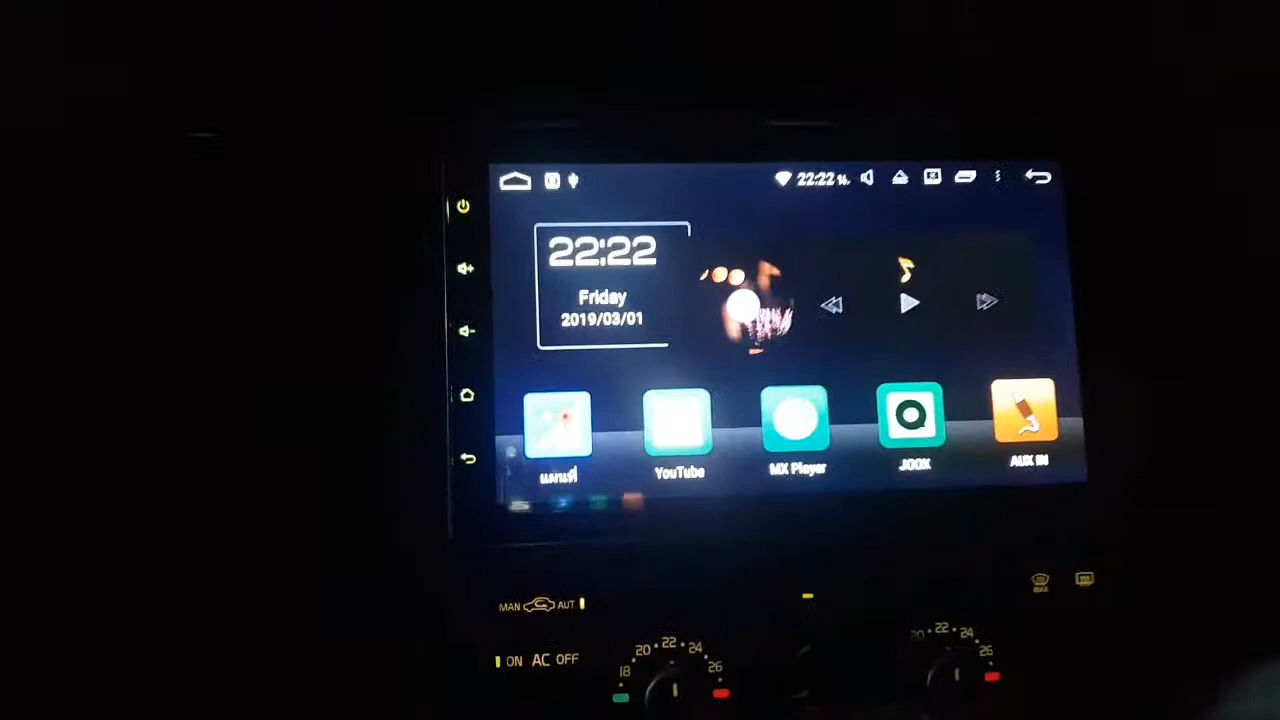 22:22
22:22
Friday
2019/03/01
แผนที่
YouTube
MX Player
JOOX
AUX IN
MAX
MAN AUT
ON AC OFF
18 20 22 24 26
20 22 24 26